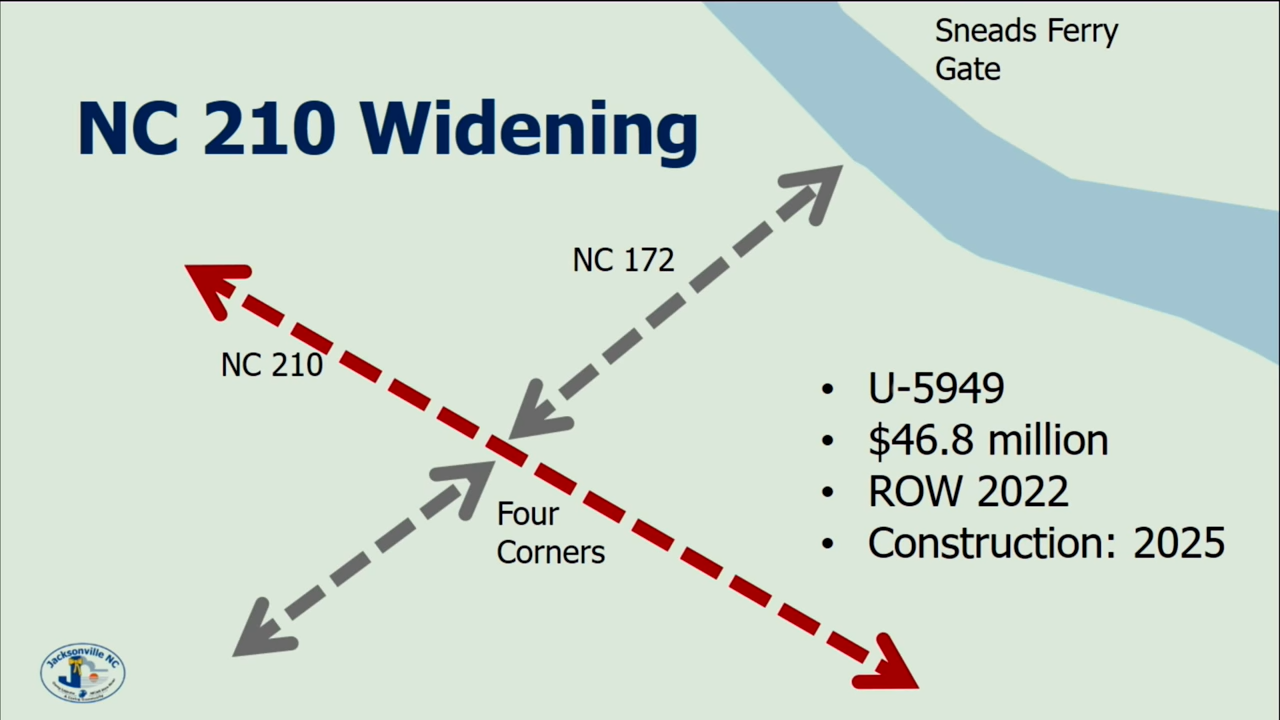 Sneads Ferry
Gate
NC 210 Widening
NC 172
NC 210
• U-5949
• $46.8 million
• ROW 2022
• Construction: 2025
Four
Corners
Jacksonville NC